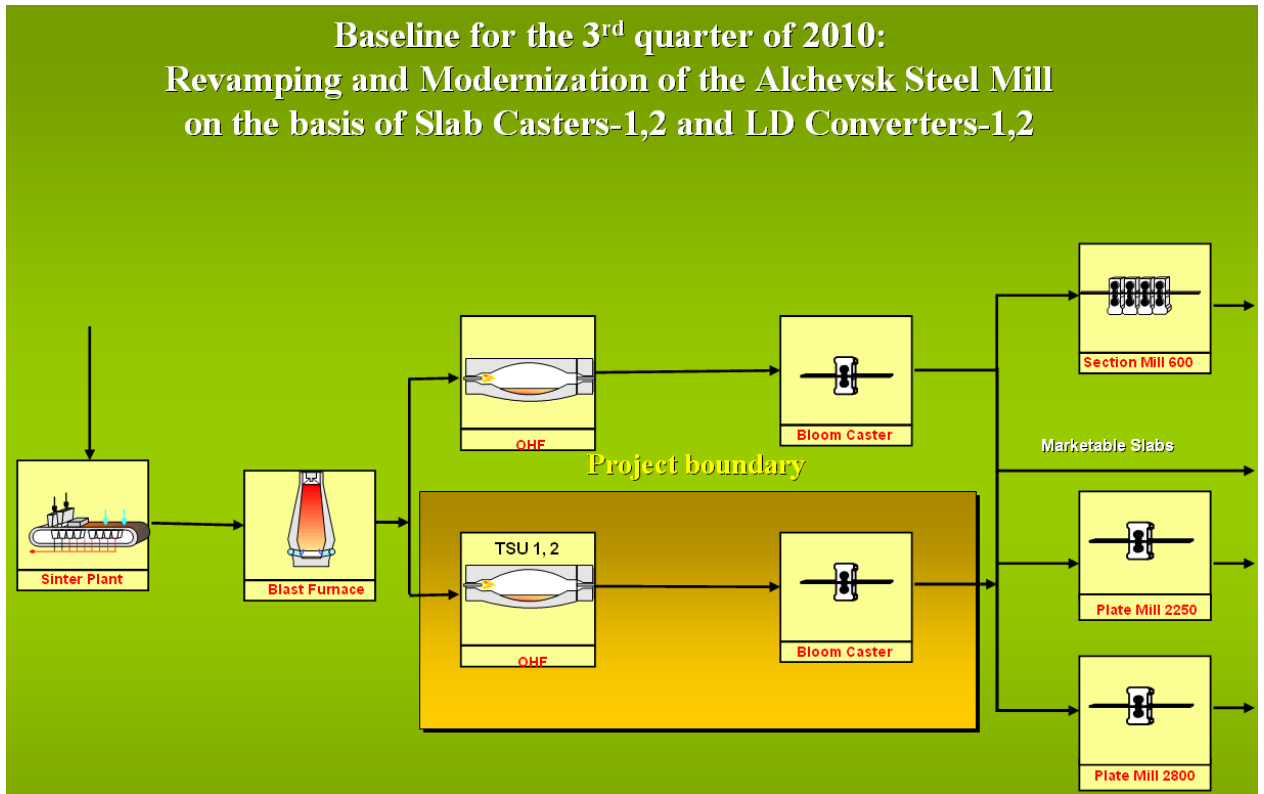 Baseline for the 3rd quarter of 2010:
Revamping and Modernization of the Alchevsk Steel Mill
on the basis of Slab Casters-1,2 and LD Converters-1,2
Section Mill 600
OHF
Bloom Caster
Marketable Slabs
Project boundary
TSU 1, 2
Sinter Plant
Blast Furnace
Plate Mill 2250
OHF
Bloom Caster
Plate Mill 2800